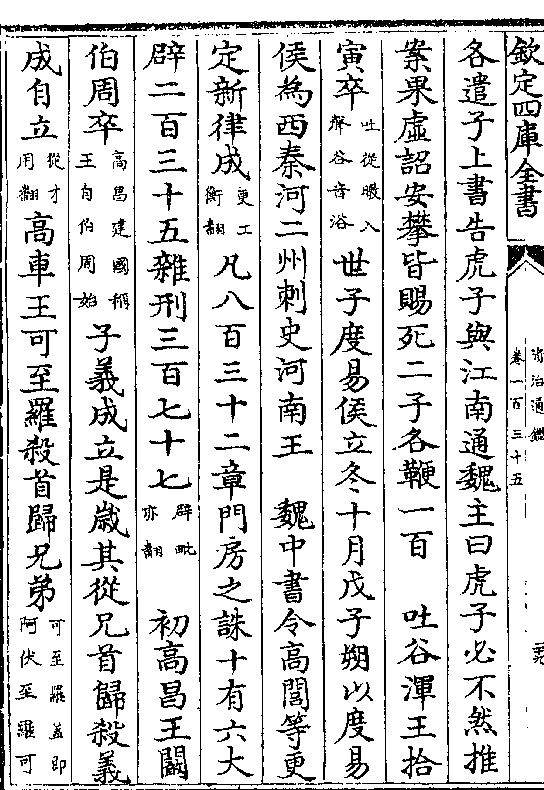 欽定四庫全書
資治通鑑
卷一百三十五
各遣子上書告虎子與江南通魏主曰虎子必不然推
案果虛詔安攀皆賜死二子各鞭一百 吐谷渾王拾
寅卒吐從暾入聲谷音浴世子度易侯立冬十月戊子朔以度易
侯為西秦河二州刺史河南王 魏中書令高閭等更
定新律成更工衡翻凡八百三十二章門房之誅十有六大
辟二百三十五雜刑三百七十七辟毗亦翻 初高昌王闞
伯周卒高昌建國稱王自伯周始子義成立是歲其從兄首歸殺義
成自立從才用翻高車王可至羅殺首歸兄弟可至羅蓋即阿伏至羅可